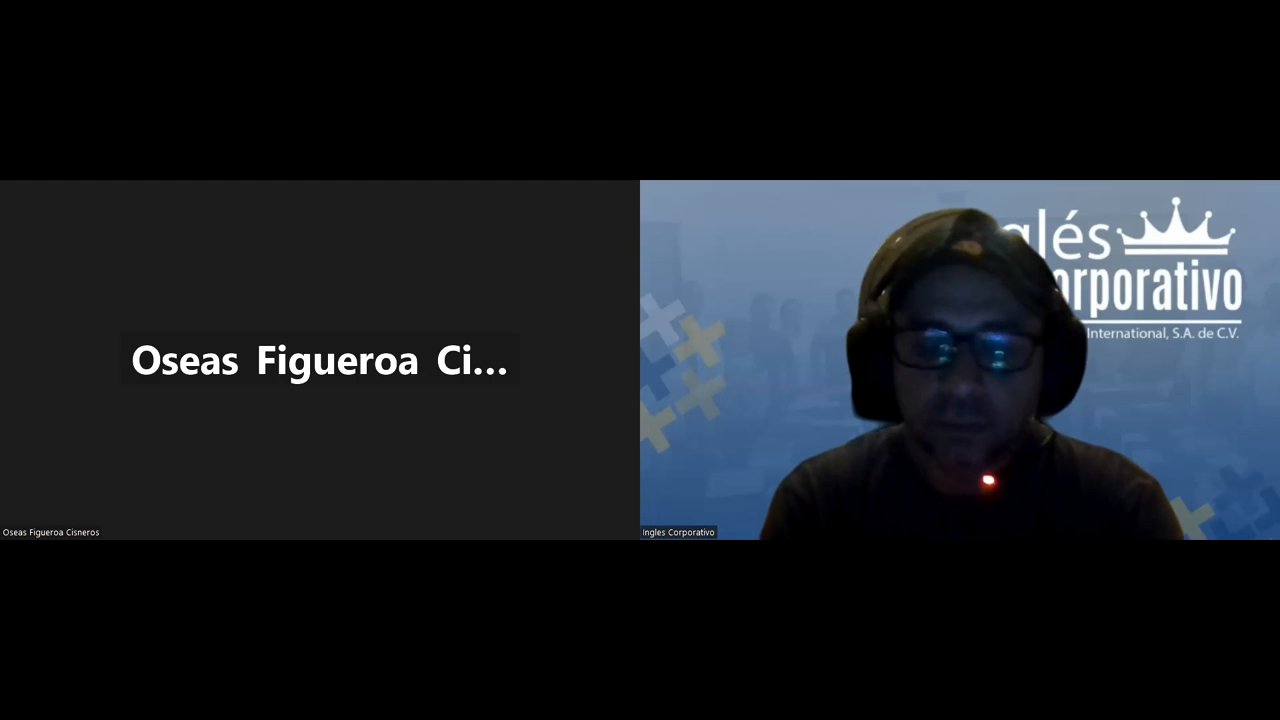 Oseas Figueroa Ci...
Oseas Figueroa Cisneros
glés
orporativo
International, S.A. de C.V.
Ingles Corporativo